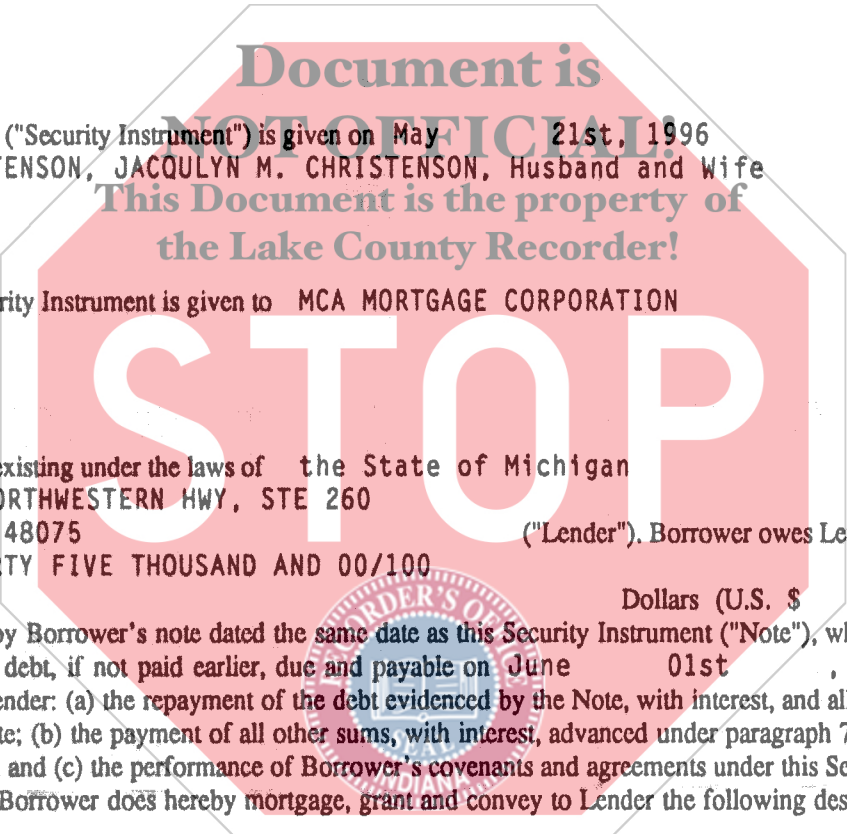 Document is
NOT OFFICIAL!
("Security Instrument") is given on May 21st, 1996
TENSON, JACQULYN M. CHRISTENSON, Husband and Wife
This Document is the property of
the Lake County Recorder!
rity Instrument is given to MCA MORTGAGE CORPORATION
STOP
existing under the laws of the State of Michigan
ORTHWESTERN HWY, STE 260
48075 ("Lender"). Borrower owes Le
RTY FIVE THOUSAND AND 00/100
Dollars (U.S. $
by Borrower's note dated the same date as this Security Instrument ("Note"), wh
debt, if not paid earlier, due and payable on June 01st ,
ender: (a) the repayment of the debt evidenced by the Note, with interest, and all
te; (b) the payment of all other sums, with interest, advanced under paragraph 7
and (c) the performance of Borrower's covenants and agreements under this Se
Borrower does hereby mortgage, grant and convey to Lender the following des
RECORDER'S OFFICE
SEAL
INDIANA